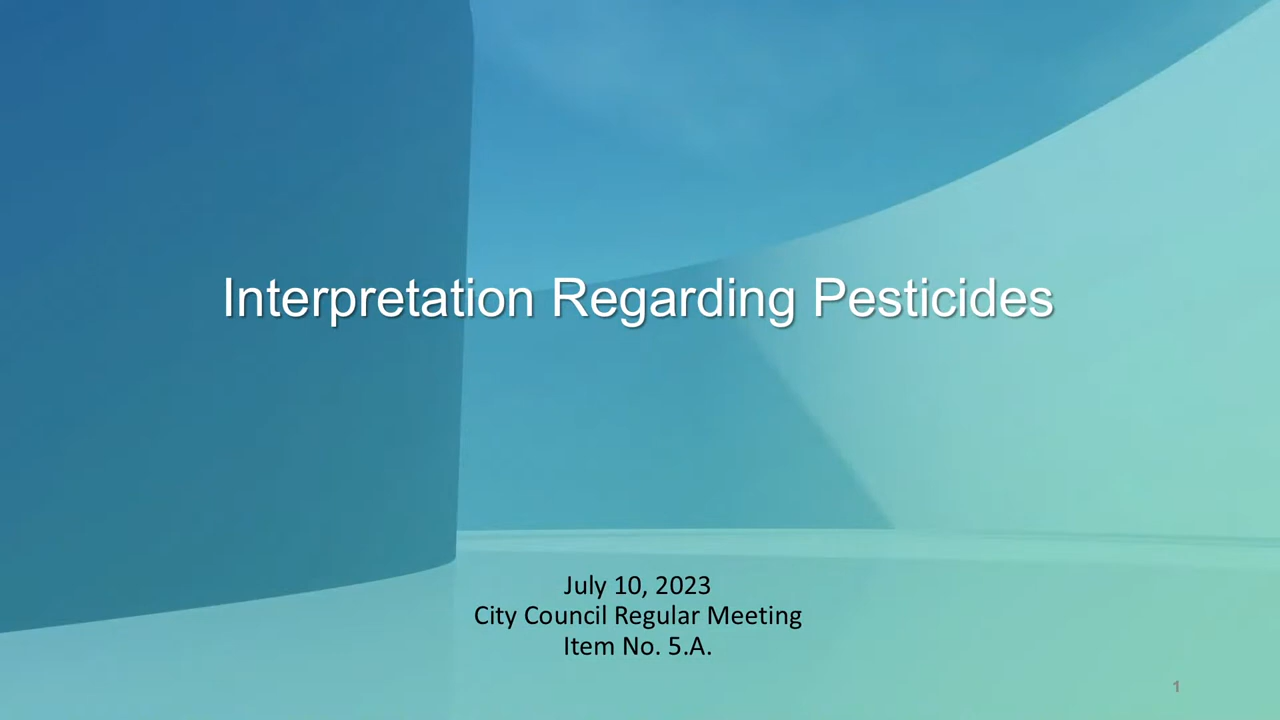 Interpretation Regarding Pesticides
July 10, 2023
City Council Regular Meeting
Item No. 5.A.
1